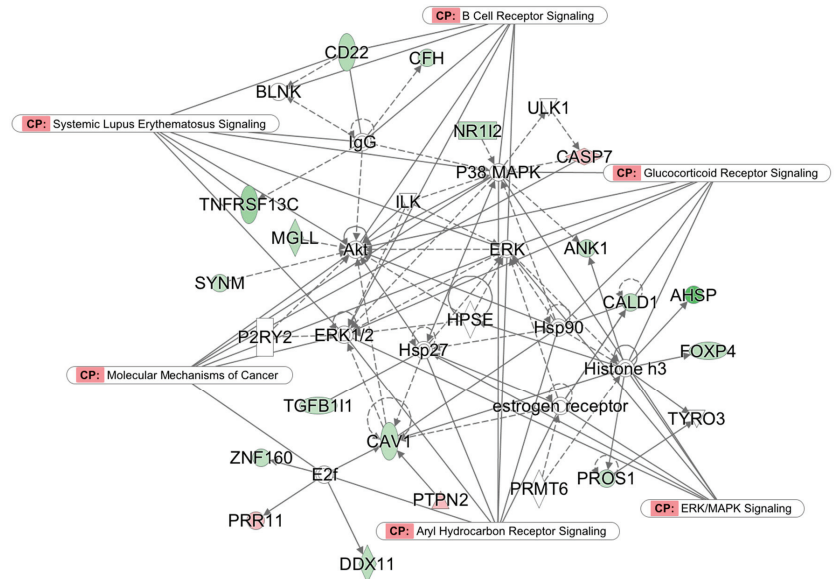 CP: B Cell Receptor Signaling
CD22
CFH
BLNK
ULK1
CP: Systemic Lupus Erythematosus Signaling
NR1I2
IgG
CASP7
P38 MAPK
CP: Glucocorticoid Receptor Signaling
TNFRSF13C
ILK
MGLL
Akt
ERK
ANK1
SYNM
CALD1
AHSP
HPSE
P2RY2
ERK1/2
Hsp90
Hsp27
FOXP4
Histone h3
CP: Molecular Mechanisms of Cancer
TGFB1I1
estrogen receptor
TYRO3
CAV1
ZNF160
E2f
PROS1
PRMT6
PTPN2
CP: ERK/MAPK Signaling
PRR11
CP: Aryl Hydrocarbon Receptor Signaling
DDX11